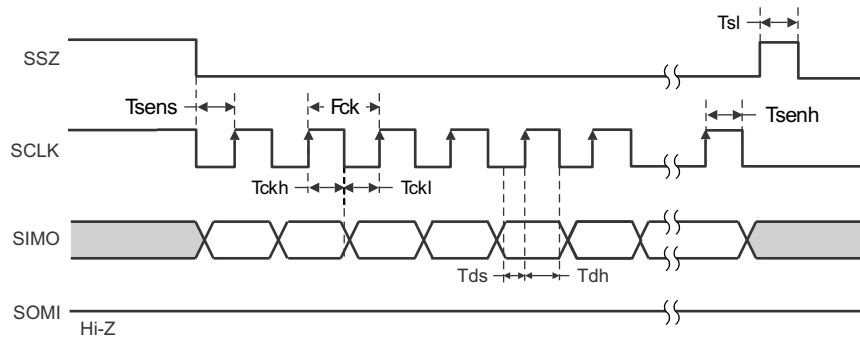 Tsl
SSZ
Tsens
Fck
Tsenh
SCLK
Tckh
Tckl
SIMO
Tds
Tdh
SOMI
Hi-Z